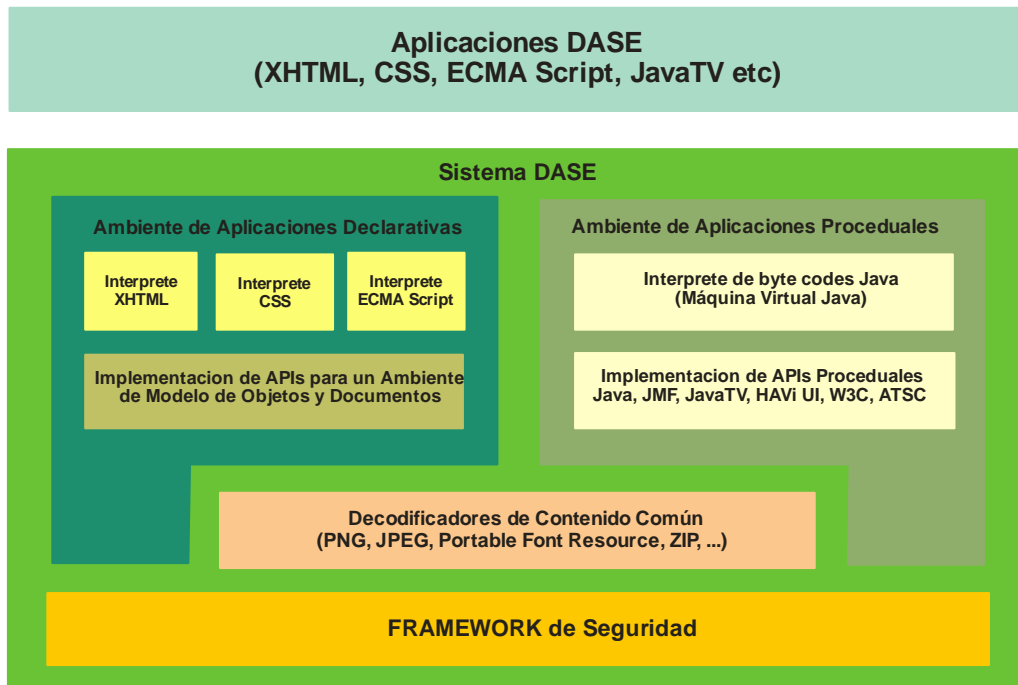 Aplicaciones DASE
(XHTML, CSS, ECMA Script, JavaTV etc)
Sistema DASE
Ambiente de Aplicaciones Declarativas
Interprete
XHTML
Interprete
CSS
Interprete
ECMA Script
Implementacion de APIs para un Ambiente
de Modelo de Objetos y Documentos
Ambiente de Aplicaciones Proceduales
Interprete de byte codes Java
(Máquina Virtual Java)
Implementacion de APIs Proceduales
Java, JMF, JavaTV, HAVi UI, W3C, ATSC
Decodificadores de Contenido Común
(PNG, JPEG, Portable Font Resource, ZIP, ...)
FRAMEWORK de Seguridad